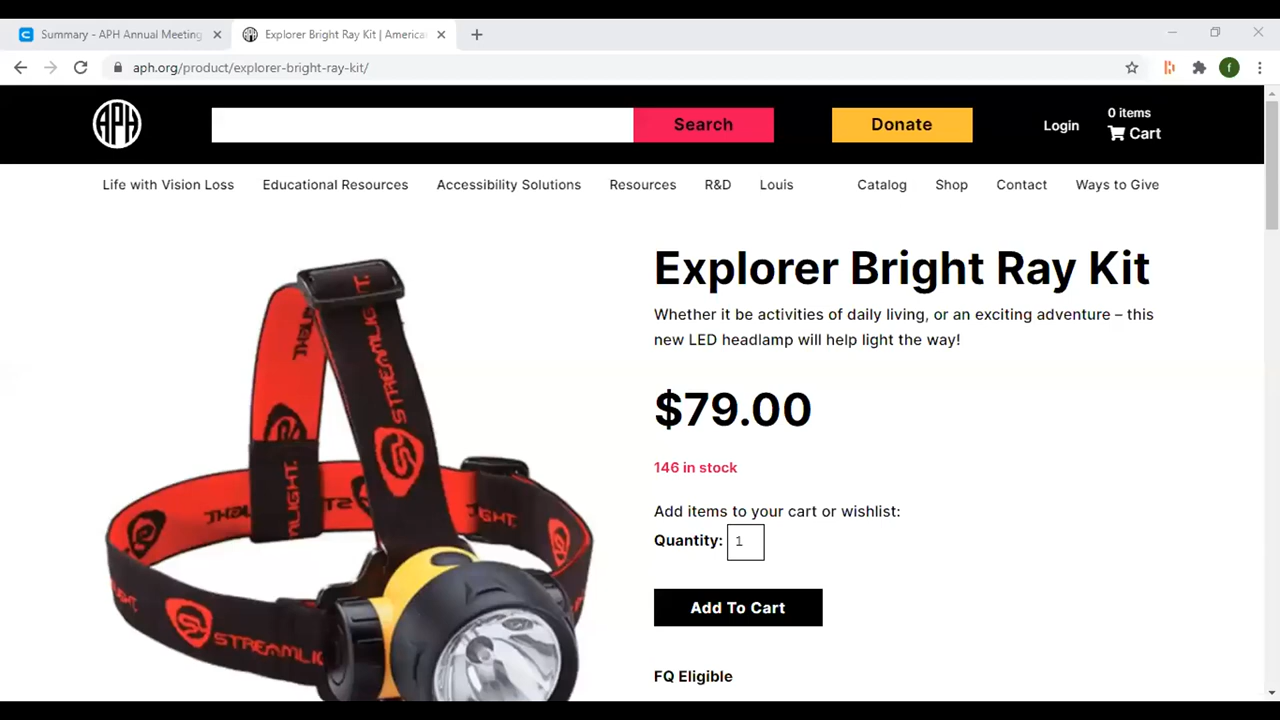 Summary - APH Annual Meeting
Explorer Bright Ray Kit | America
aph.org/product/explorer-bright-ray-kit/
f
APH
Search
Donate
Login
0 items
Cart
Life with Vision Loss
Educational Resources
Accessibility Solutions
Resources
R&D
Louis
Catalog
Shop
Contact
Ways to Give
Explorer Bright Ray Kit
Whether it be activities of daily living, or an exciting adventure – this
new LED headlamp will help light the way!
$79.00
146 in stock
Add items to your cart or wishlist:
Quantity: 1
Add To Cart
FQ Eligible
STREAMLIGHT
STREAMLIG